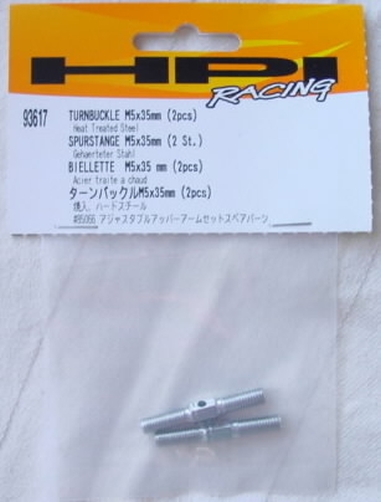 HPI
RACING
93617
TURNBUCKLE M5x35mm (2pcs)
Heat Treated Steel
SPURSTANGE M5x35mm (2 St.)
Gehaerteter Stahl
BIELLETTE M5x35 mm (2pcs)
Acier traite a chaud
ターンバックルM5x35mm (2pcs)
焼入 ハードスチール
#85066 アジャスタブルアッパーアームセットスペアパーツ